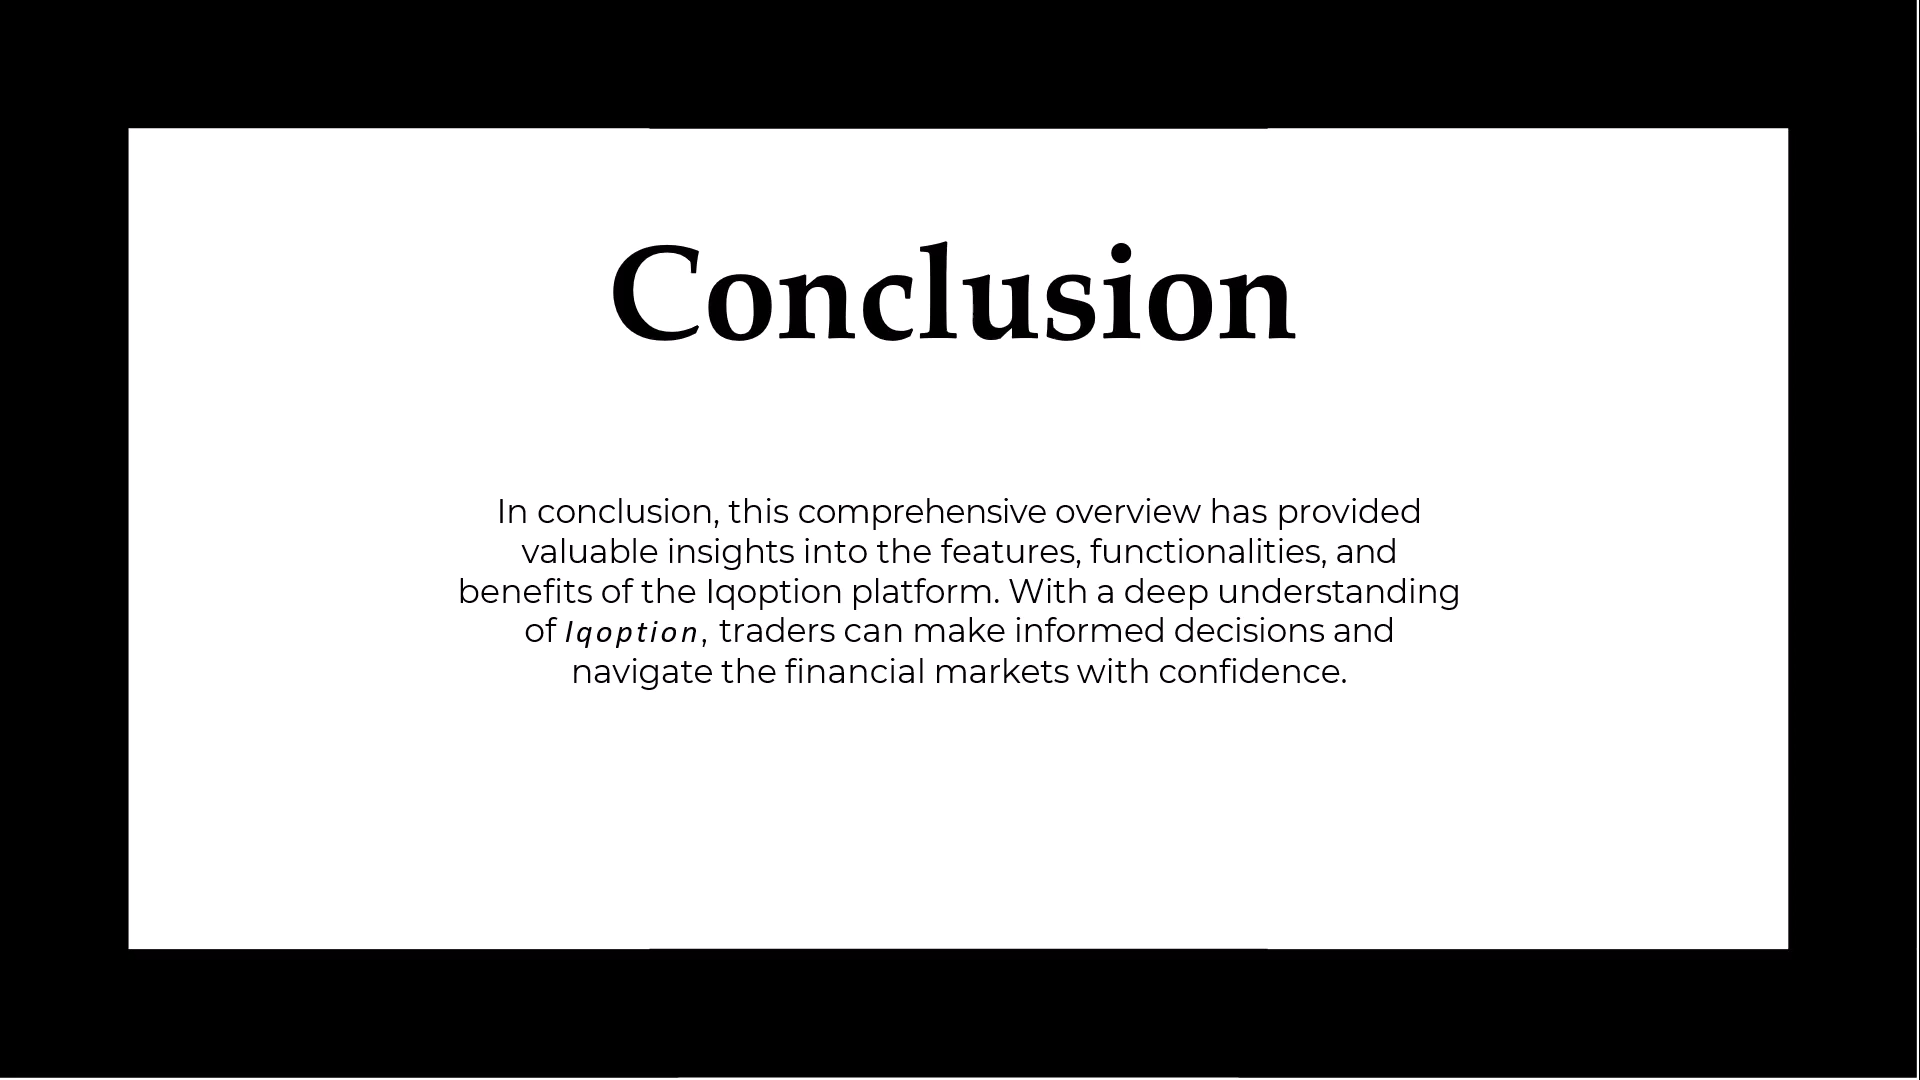 Conclusion
In conclusion, this comprehensive overview has provided
valuable insights into the features, functionalities, and
benefits of the Iqoption platform. With a deep understanding
of Iqoption, traders can make informed decisions and
navigate the financial markets with confidence.